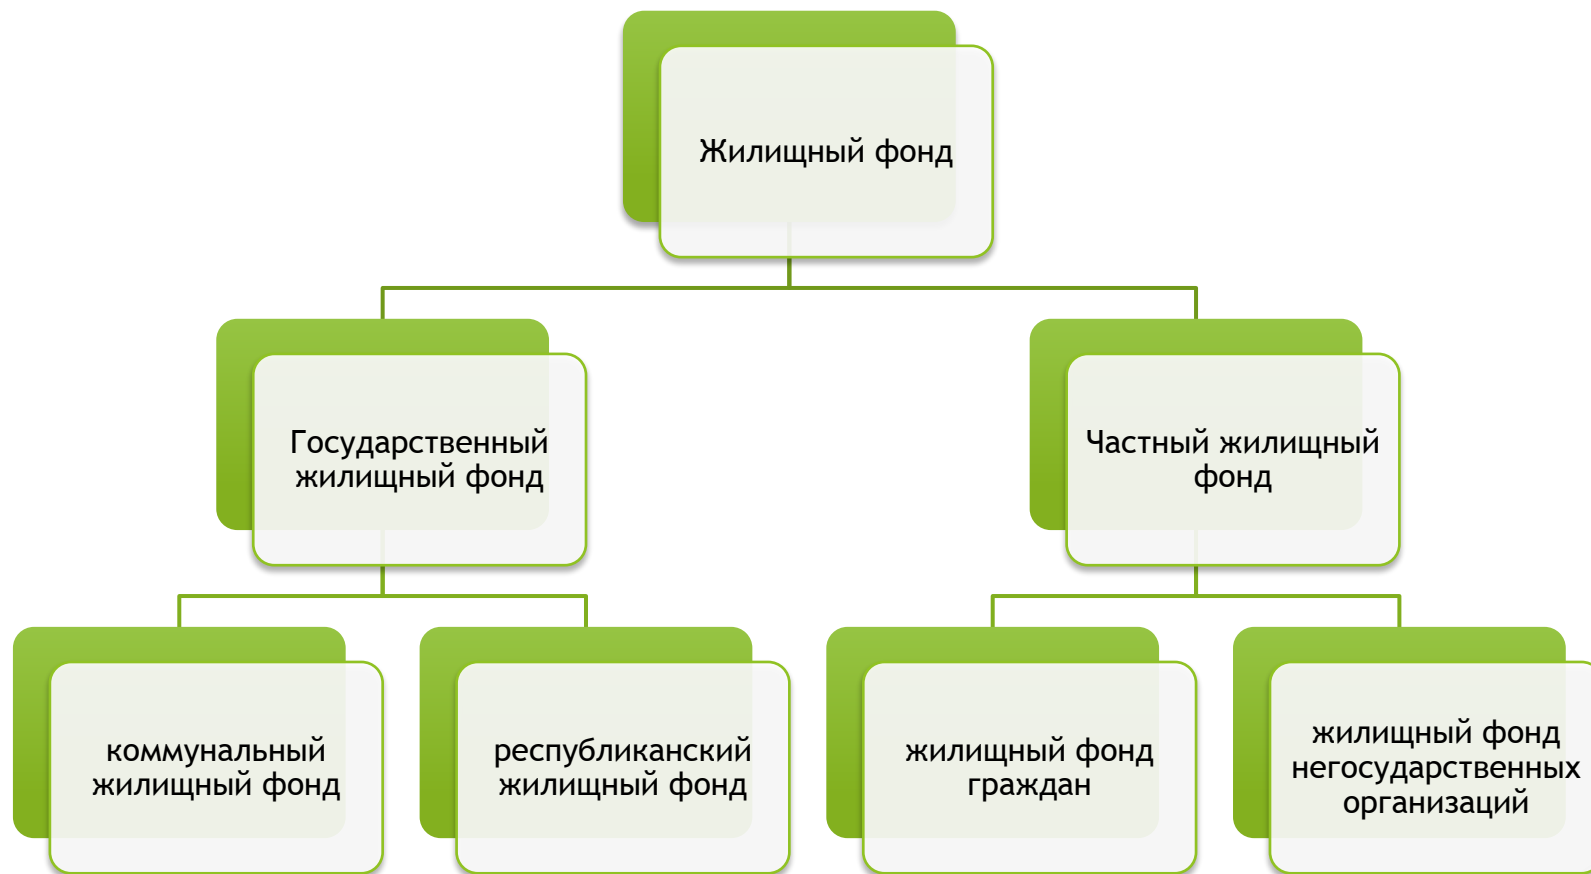 Жилищный фонд
Государственный
жилищный фонд
Частный жилищный
фонд
коммунальный
жилищный фонд
республиканский
жилищный фонд
жилищный фонд
граждан
жилищный фонд
негосударственных
организаций